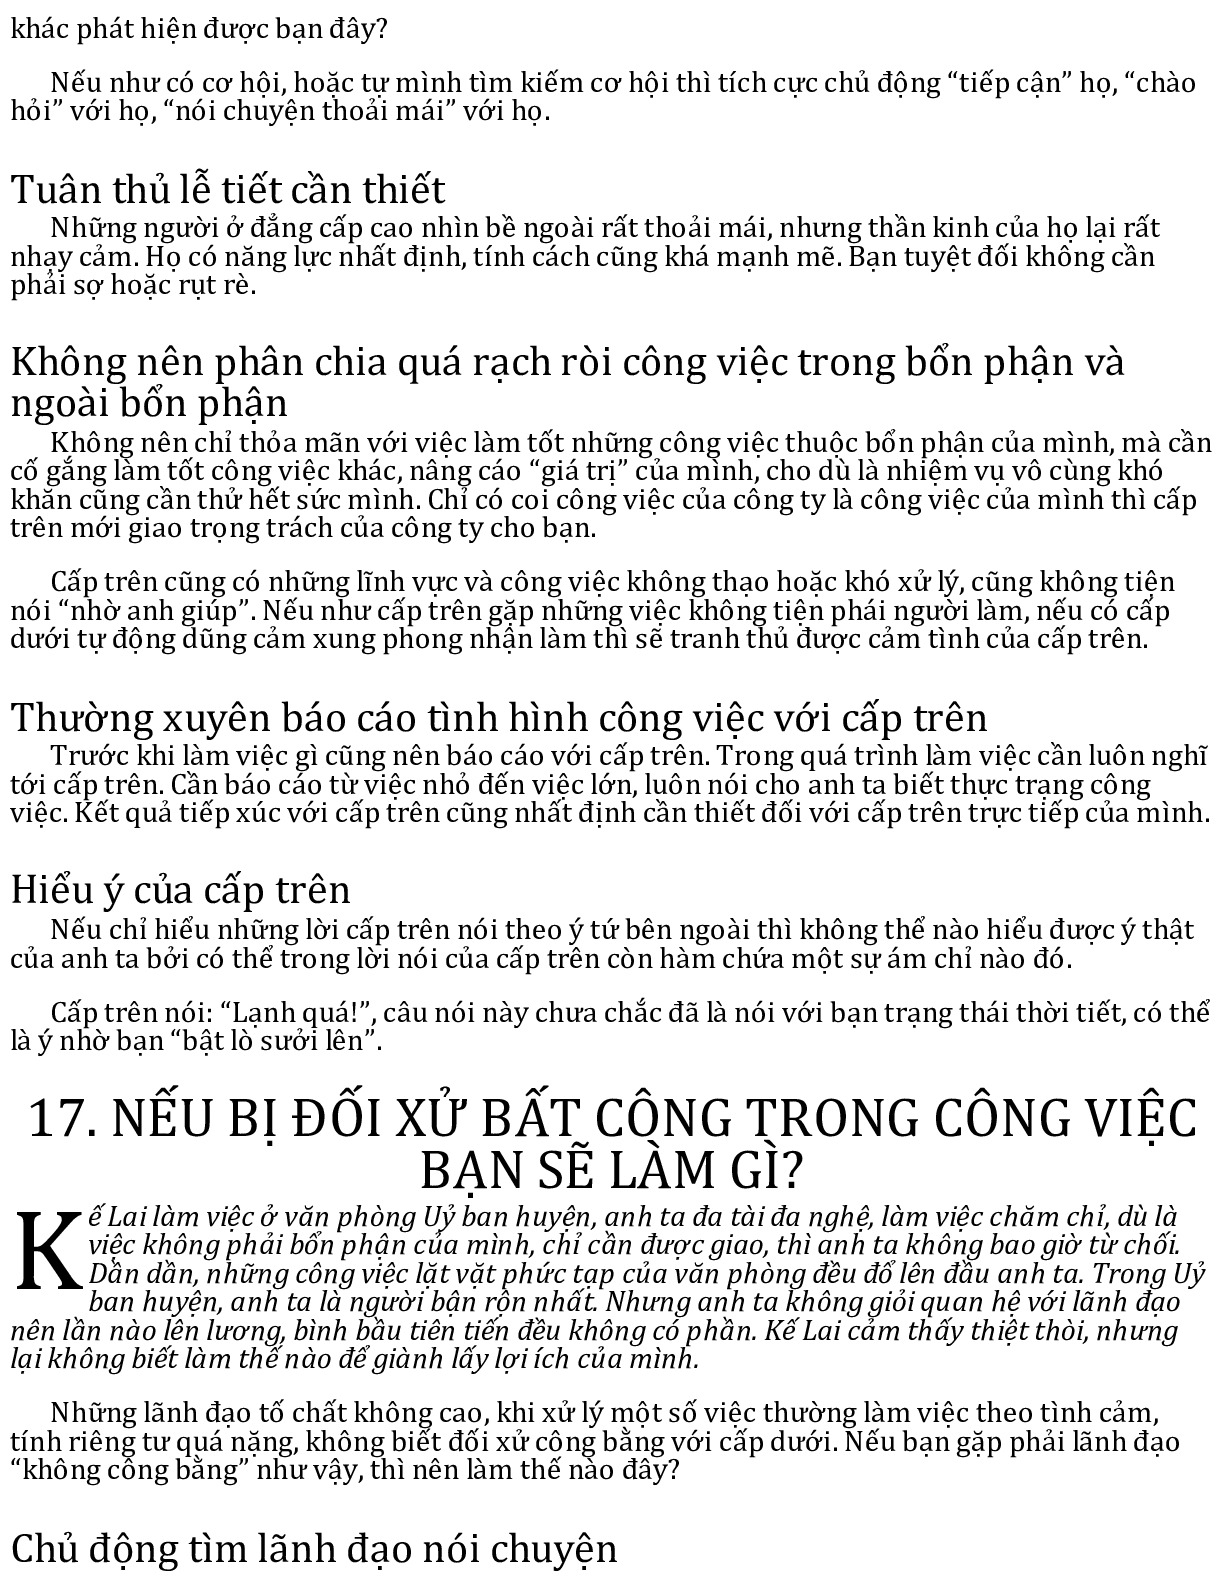 khác phát hiện được bạn đây?
Nếu như có cơ hội, hoặc tự mình tìm kiếm cơ hội thì tích cực chủ động “tiếp cận” họ, “chào
hỏi” với họ, “nói chuyện thoải mái” với họ.
Tuân thủ lễ tiết cần thiết
Những người ở đẳng cấp cao nhìn bề ngoài rất thoải mái, nhưng thần kinh của họ lại rất
nhạy cảm. Họ có năng lực nhất định, tính cách cũng khá mạnh mẽ. Bạn tuyệt đối không cần
phải sợ hoặc rụt rè.
Không nên phân chia quá rạch ròi công việc trong bổn phận và
ngoài bổn phận
Không nên chỉ thỏa mãn với việc làm tốt những công việc thuộc bổn phận của mình, mà cần
cố gắng làm tốt công việc khác, nâng cáo “giá trị” của mình, cho dù là nhiệm vụ vô cùng khó
khăn cũng cần thử hết sức mình. Chỉ có coi công việc của công ty là công việc của mình thì cấp
trên mới giao trọng trách của công ty cho bạn.
Cấp trên cũng có những lĩnh vực và công việc không thạo hoặc khó xử lý, cũng không tiện
nói “nhờ anh giúp”. Nếu như cấp trên gặp những việc không tiện phái người làm, nếu có cấp
dưới tự động dũng cảm xung phong nhận làm thì sẽ tranh thủ được cảm tình của cấp trên.
Thường xuyên báo cáo tình hình công việc với cấp trên
Trước khi làm việc gì cũng nên báo cáo với cấp trên. Trong quá trình làm việc cần luôn nghĩ
tới cấp trên. Cần báo cáo từ việc nhỏ đến việc lớn, luôn nói cho anh ta biết thực trạng công
việc. Kết quả tiếp xúc với cấp trên cũng nhất định cần thiết đối với cấp trên trực tiếp của mình.
Hiểu ý của cấp trên
Nếu chỉ hiểu những lời cấp trên nói theo ý tứ bên ngoài thì không thể nào hiểu được ý thật
của anh ta bởi có thể trong lời nói của cấp trên còn hàm chứa một sự ám chỉ nào đó.
Cấp trên nói: “Lạnh quá!”, câu nói này chưa chắc đã là nói với bạn trạng thái thời tiết, có thể
là ý nhờ bạn “bật lò sưởi lên”.
17. NẾU BỊ ĐỐI XỬ BẤT CÔNG TRONG CÔNG VIỆC
BẠN SẼ LÀM GÌ?
Kế Lai làm việc ở văn phòng Uỷ ban huyện, anh ta đa tài đa nghệ, làm việc chăm chỉ, dù là
việc không phải bổn phận của mình, chỉ cần được giao, thì anh ta không bao giờ từ chối.
Dần dần, những công việc lặt vặt phức tạp của văn phòng đều đổ lên đầu anh ta. Trong Uỷ
ban huyện, anh ta là người bận rộn nhất. Nhưng anh ta không giỏi quan hệ với lãnh đạo
nên lần nào lên lương, bình bầu tiên tiến đều không có phần. Kế Lai cảm thấy thiệt thòi, nhưng
lại không biết làm thế nào để giành lấy lợi ích của mình.
Những lãnh đạo tố chất không cao, khi xử lý một số việc thường làm việc theo tình cảm,
tính riêng tư quá nặng, không biết đối xử công bằng với cấp dưới. Nếu bạn gặp phải lãnh đạo
“không công bằng” như vậy, thì nên làm thế nào đây?
Chủ động tìm lãnh đạo nói chuyện